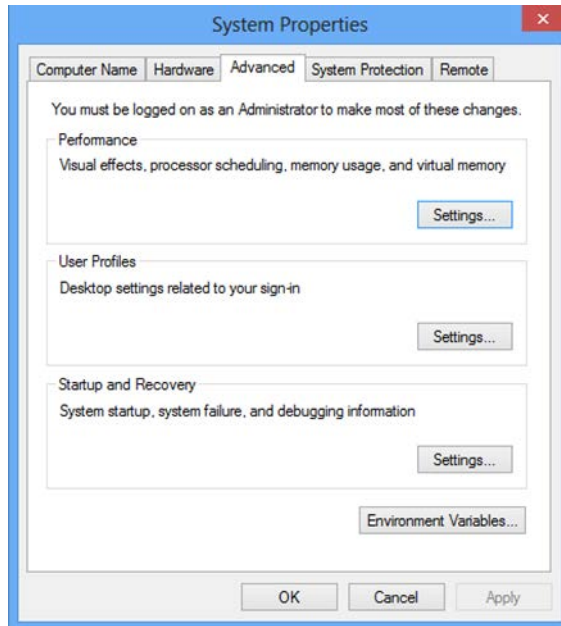 System Properties
Computer Name Hardware Advanced System Protection Remote
You must be logged on as an Administrator to make most of these changes.
Performance
Visual effects, processor scheduling, memory usage, and virtual memory
Settings...
User Profiles
Desktop settings related to your sign-in
Settings...
Startup and Recovery
System startup, system failure, and debugging information
Settings...
Environment Variables...
OK Cancel Apply